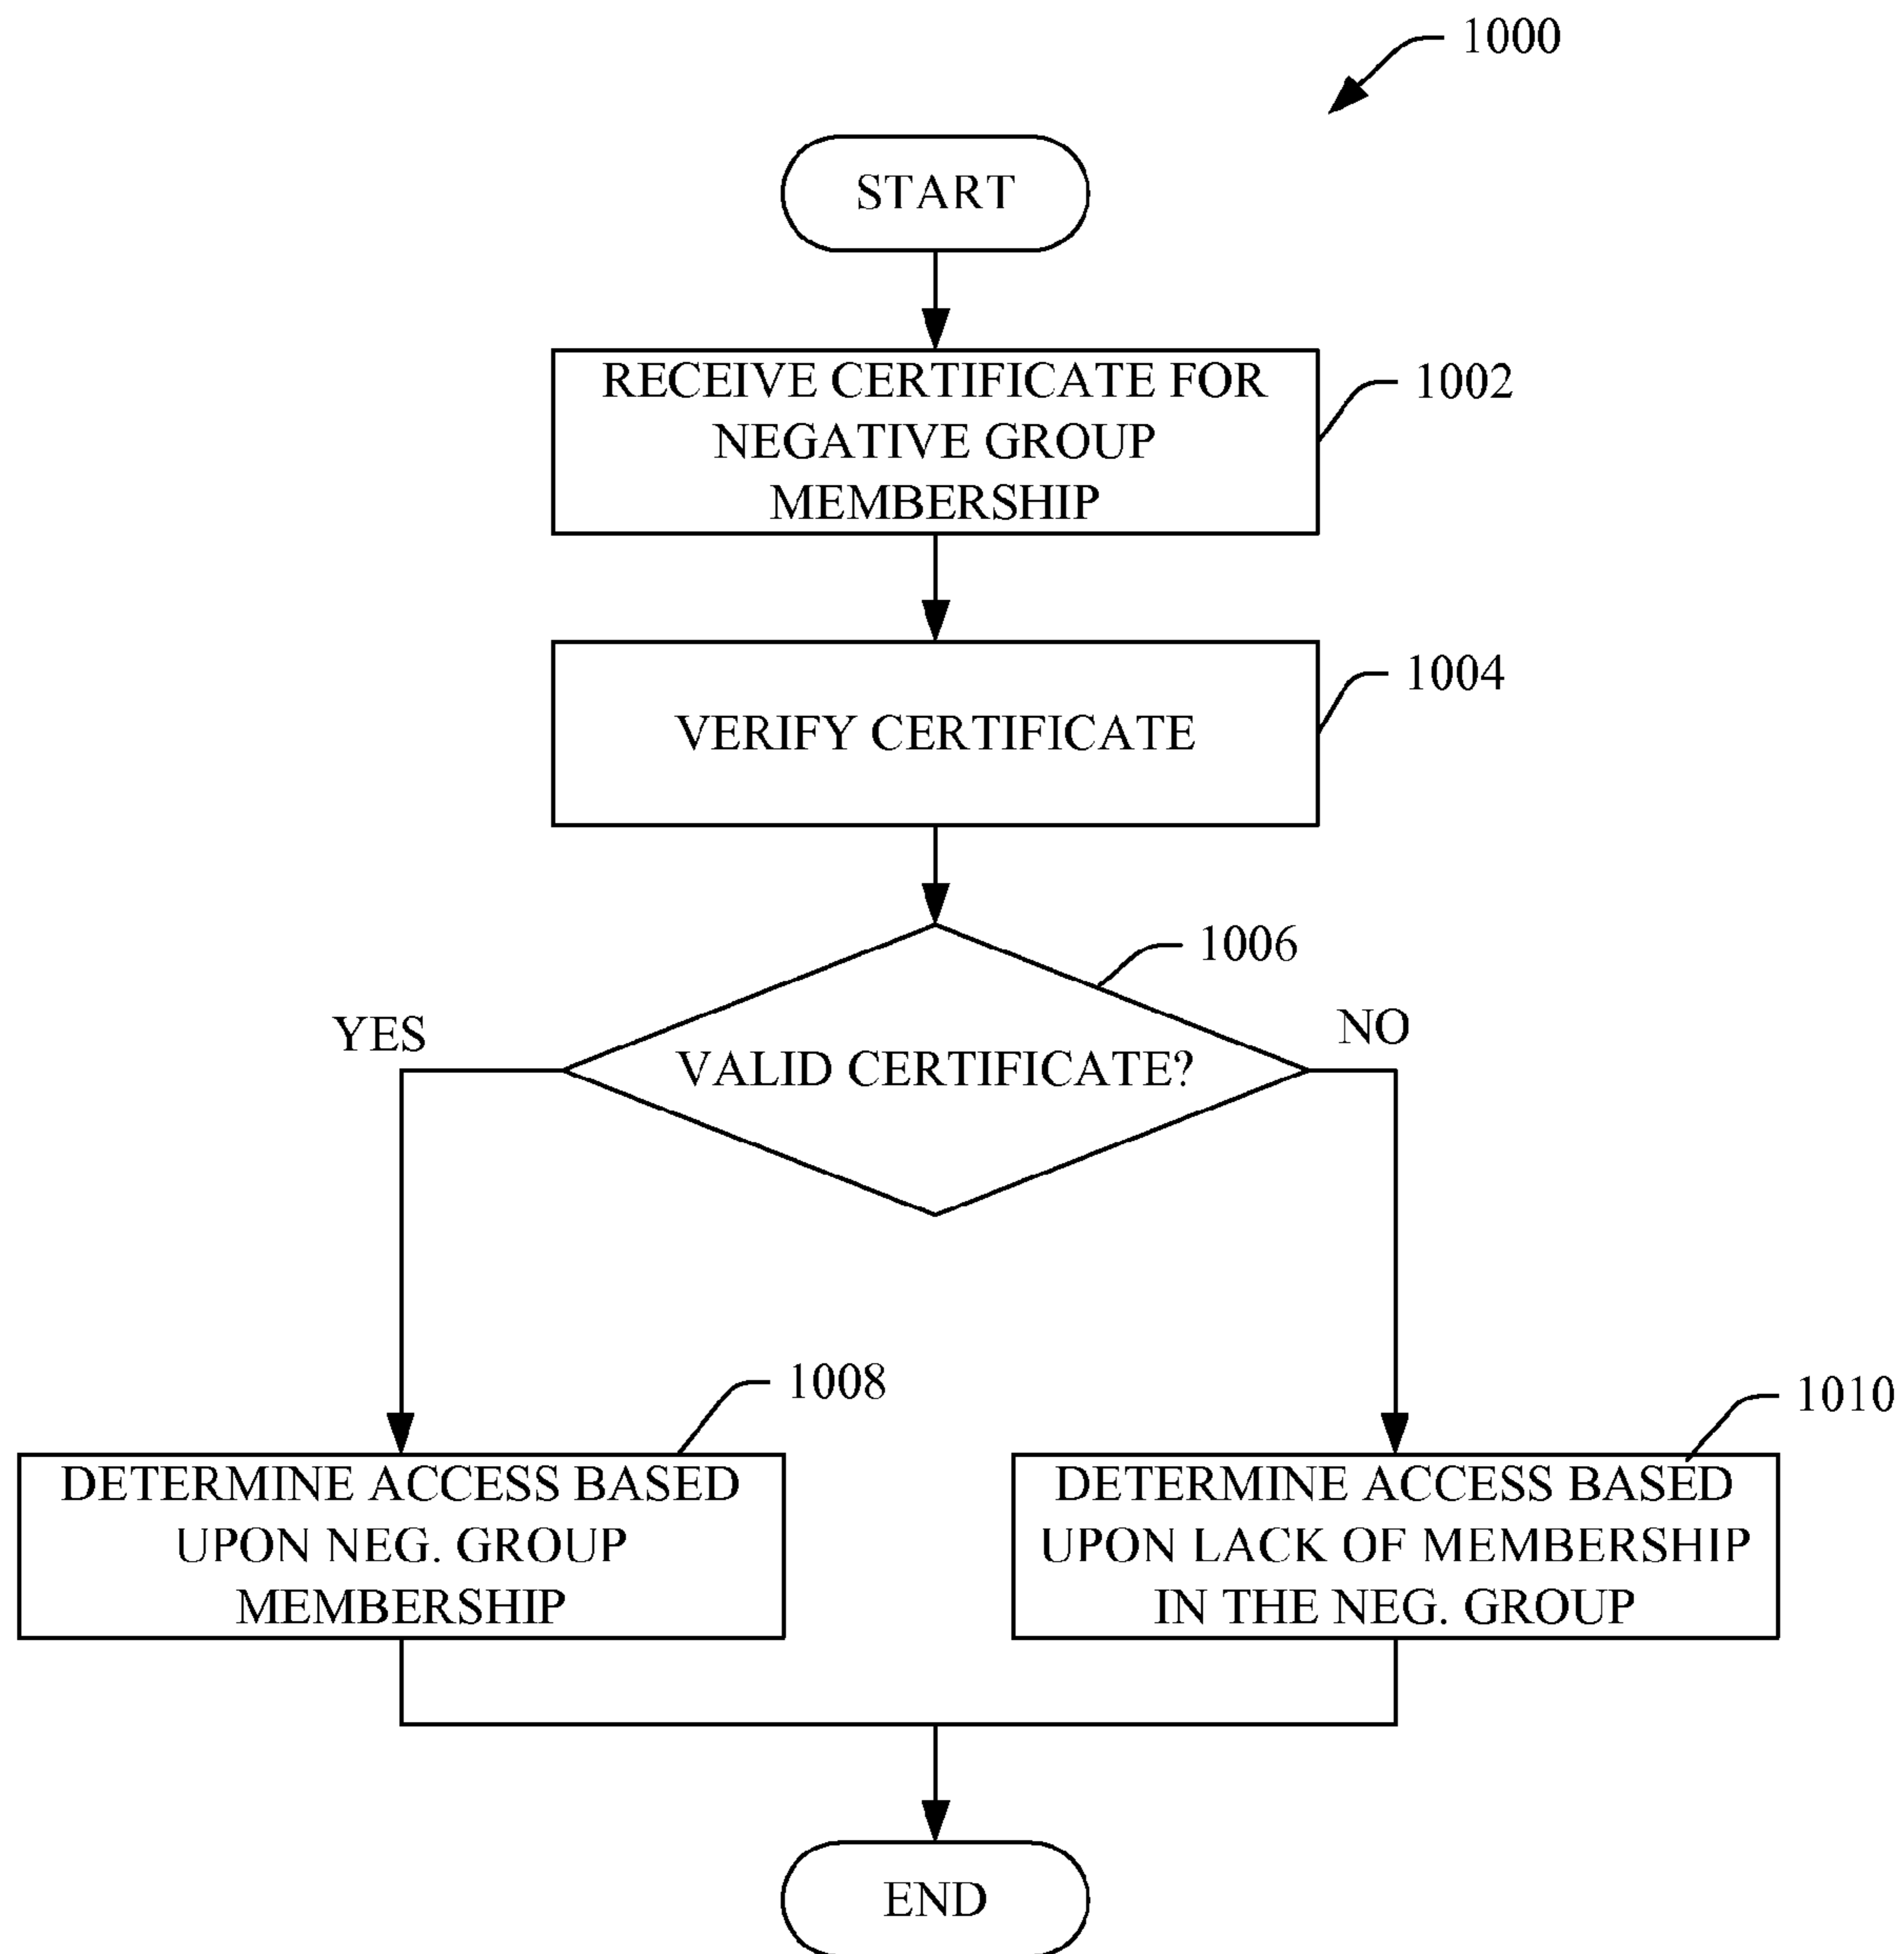 1000
START
RECEIVE CERTIFICATE FOR
NEGATIVE GROUP
MEMBERSHIP
1002
VERIFY CERTIFICATE
1004
1006
YES
VALID CERTIFICATE?
NO
1008
DETERMINE ACCESS BASED
UPON NEG. GROUP
MEMBERSHIP
1010
DETERMINE ACCESS BASED
UPON LACK OF MEMBERSHIP
IN THE NEG. GROUP
END